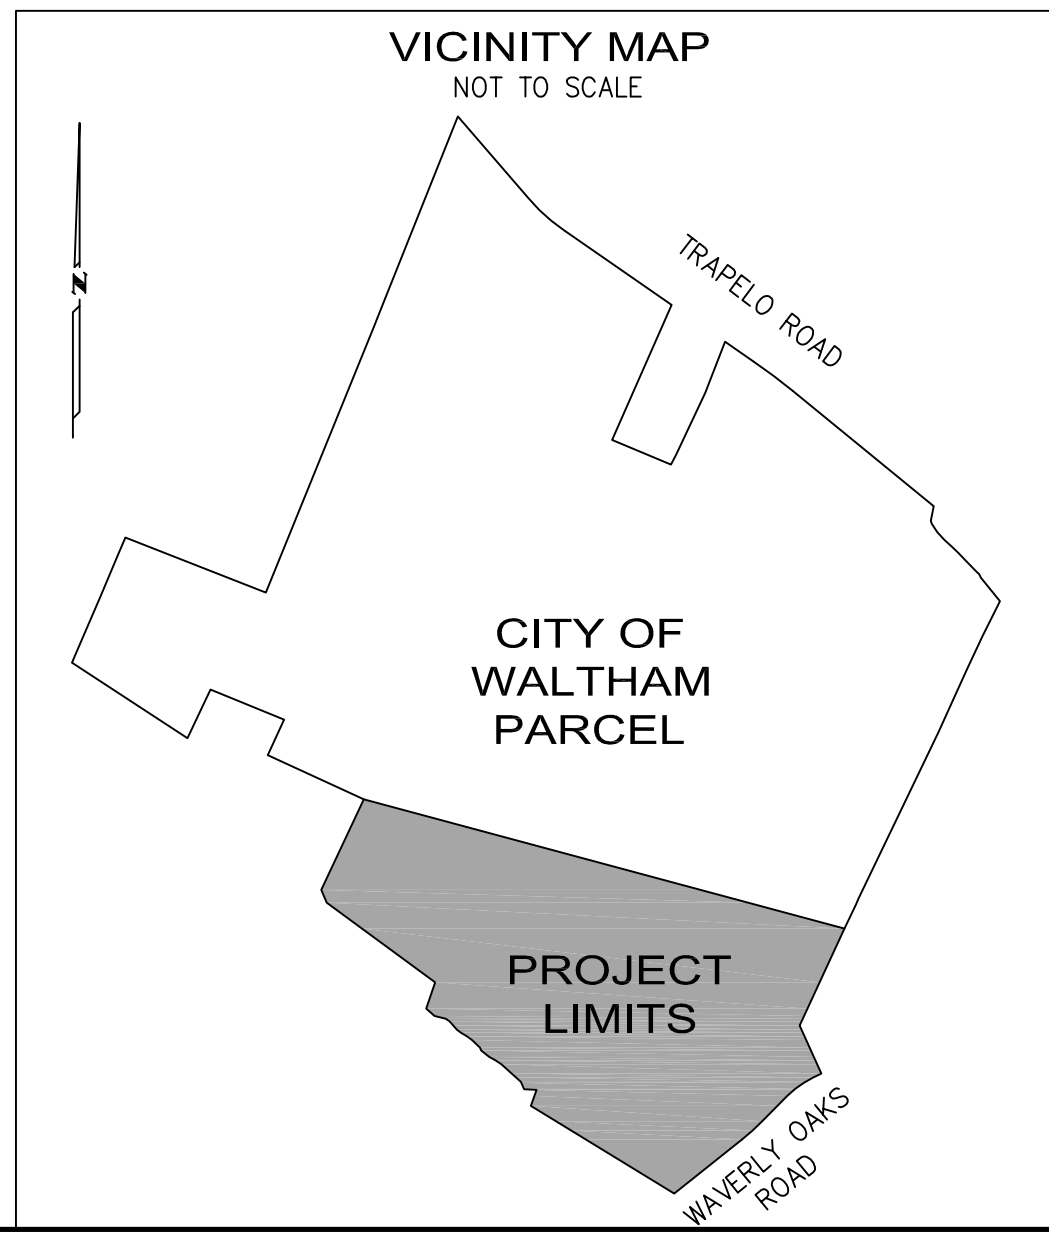 VICINITY MAP
NOT TO SCALE
TRAPELO ROAD
N
CITY OF
WALTHAM
PARCEL
PROJECT
LIMITS
WAVERLY OAKS
ROAD